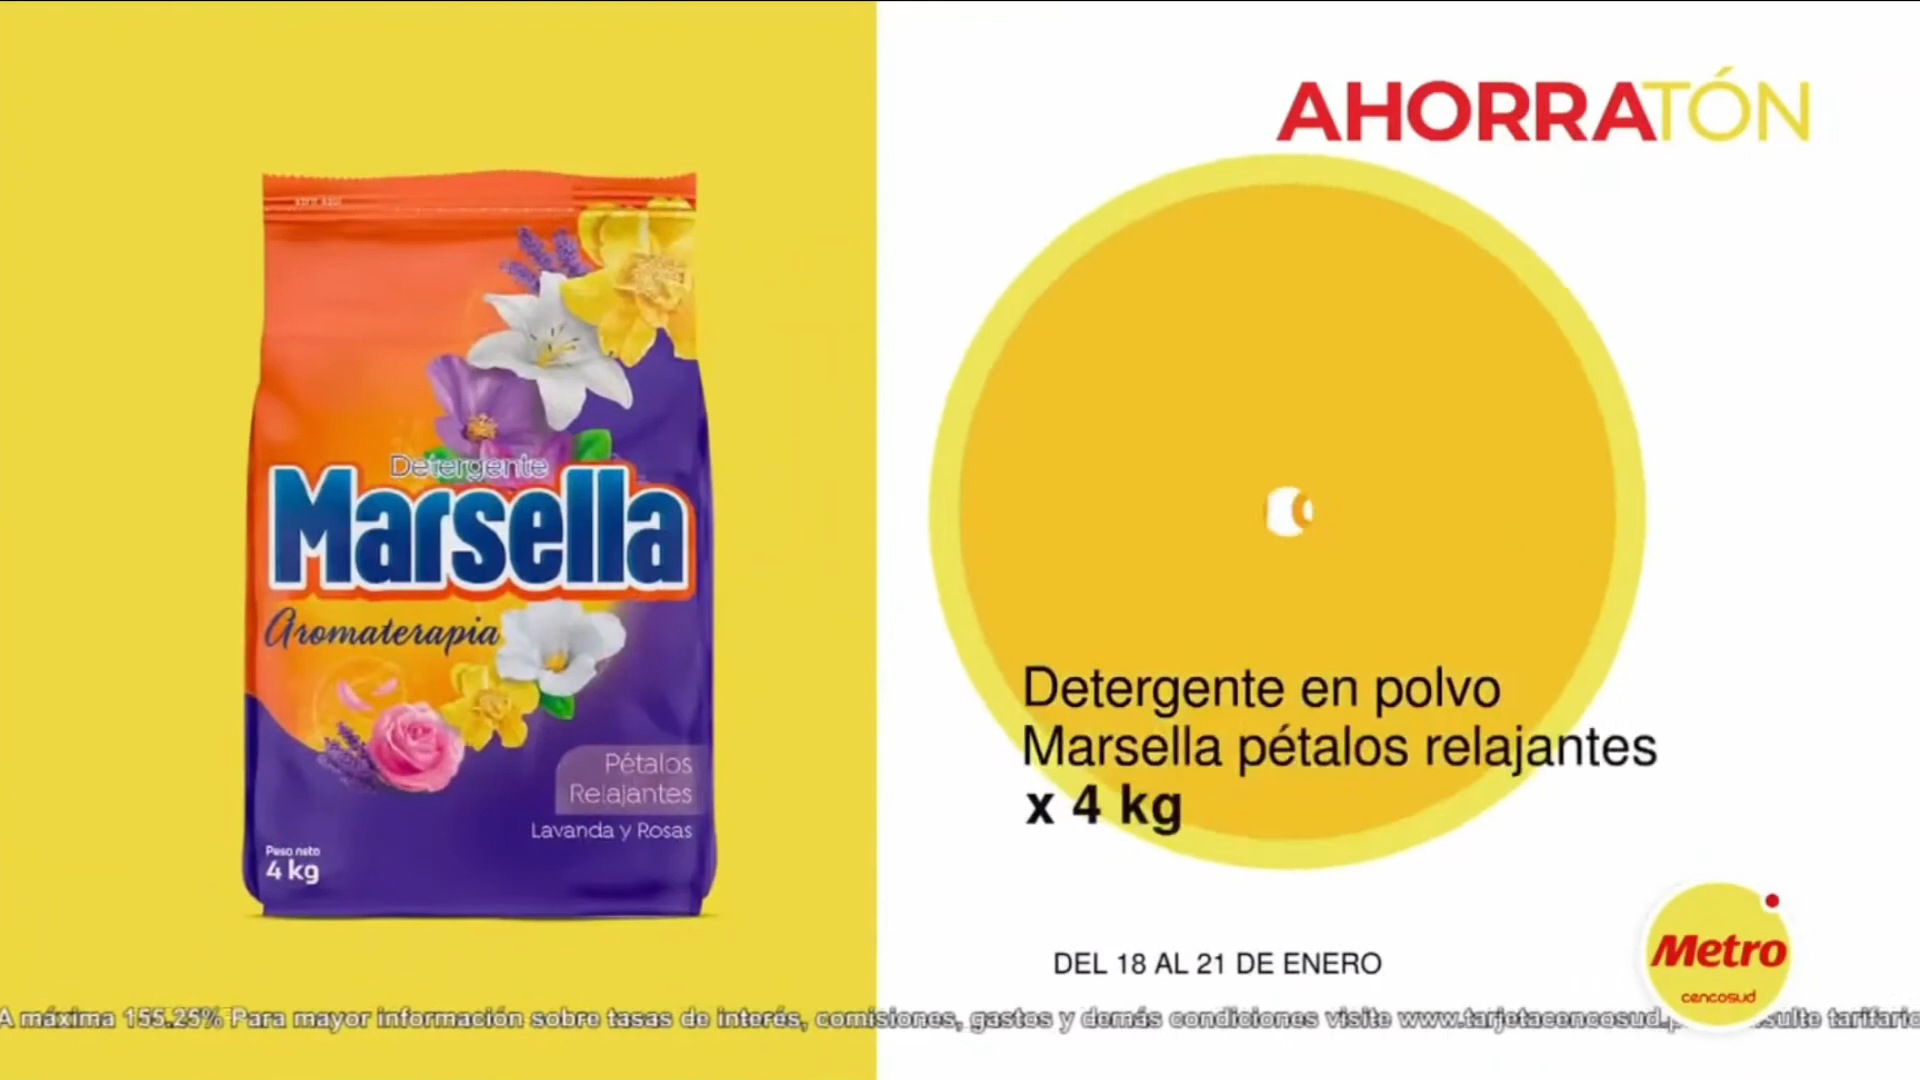 AHORRATÓN
Detergente
Marsella
Aromaterapia
Pétalos
Relajantes
Lavanda y Rosas
Peso neto
4 kg
Detergente en polvo
Marsella pétalos relajantes
x 4 kg
DEL 18 AL 21 DE ENERO
Metro
cencosud
A máxima 155.25% Para mayor información sobre tasas de interés, comisiones, gastos y demás condiciones visite www.tarjetacencosud.p sulte tarifario